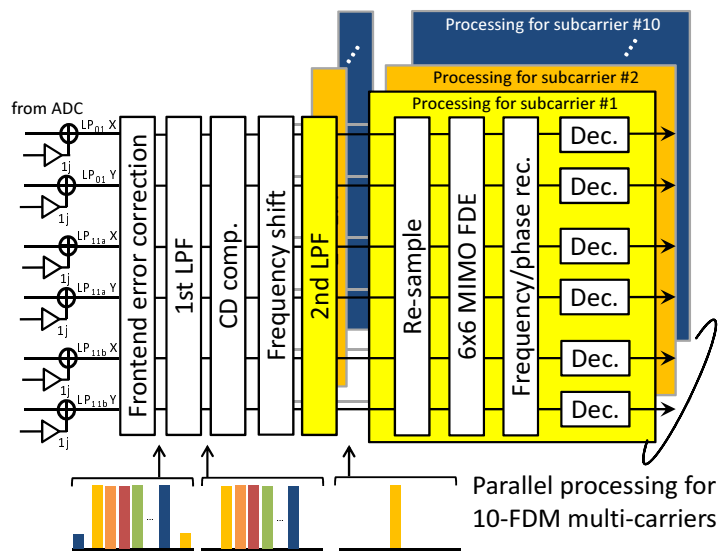 Processing for subcarrier #10
...
Processing for subcarrier #2
...
Processing for subcarrier #1
from ADC
LP01 X
1j
LP01 Y
1j
LP11a X
1j
LP11a Y
1j
LP11b X
1j
LP11b Y
1j
Frontend error correction
1st LPF
CD comp.
Frequency shift
2nd LPF
Re-sample
6x6 MIMO FDE
Frequency/phase rec.
Dec.
Dec.
Dec.
Dec.
Dec.
Dec.
...
...
Parallel processing for
10-FDM multi-carriers